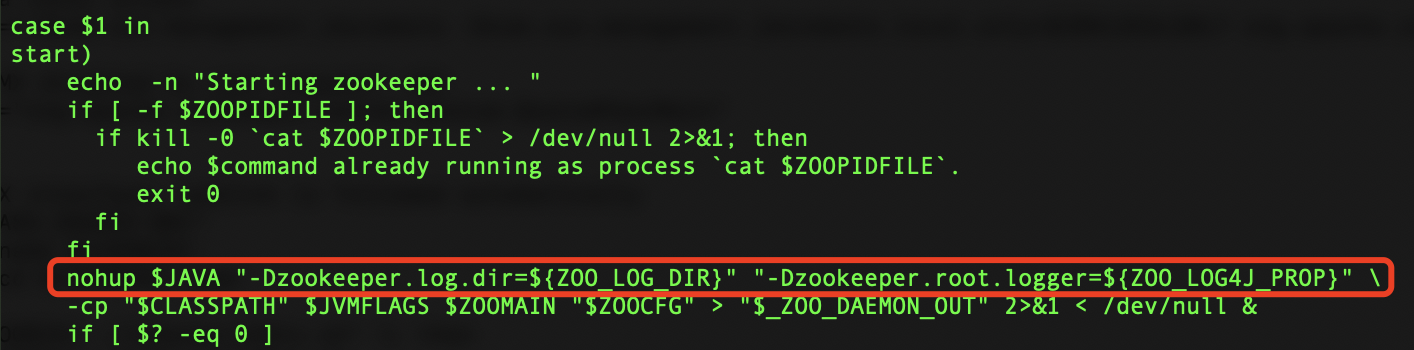 case $1 in
start)
    echo  -n "Starting zookeeper ... "
    if [ -f $ZOOPIDFILE ]; then
      if kill -0 `cat $ZOOPIDFILE` > /dev/null 2>&1; then
         echo $command already running as process `cat $ZOOPIDFILE`.
         exit 0
      fi
    fi
    nohup $JAVA "-Dzookeeper.log.dir=${ZOO_LOG_DIR}" "-Dzookeeper.root.logger=${ZOO_LOG4J_PROP}" \
    -cp "$CLASSPATH" $JVMFLAGS $ZOOMAIN "$ZOOCFG" > "$_ZOO_DAEMON_OUT" 2>&1 < /dev/null &
    if [ $? -eq 0 ]